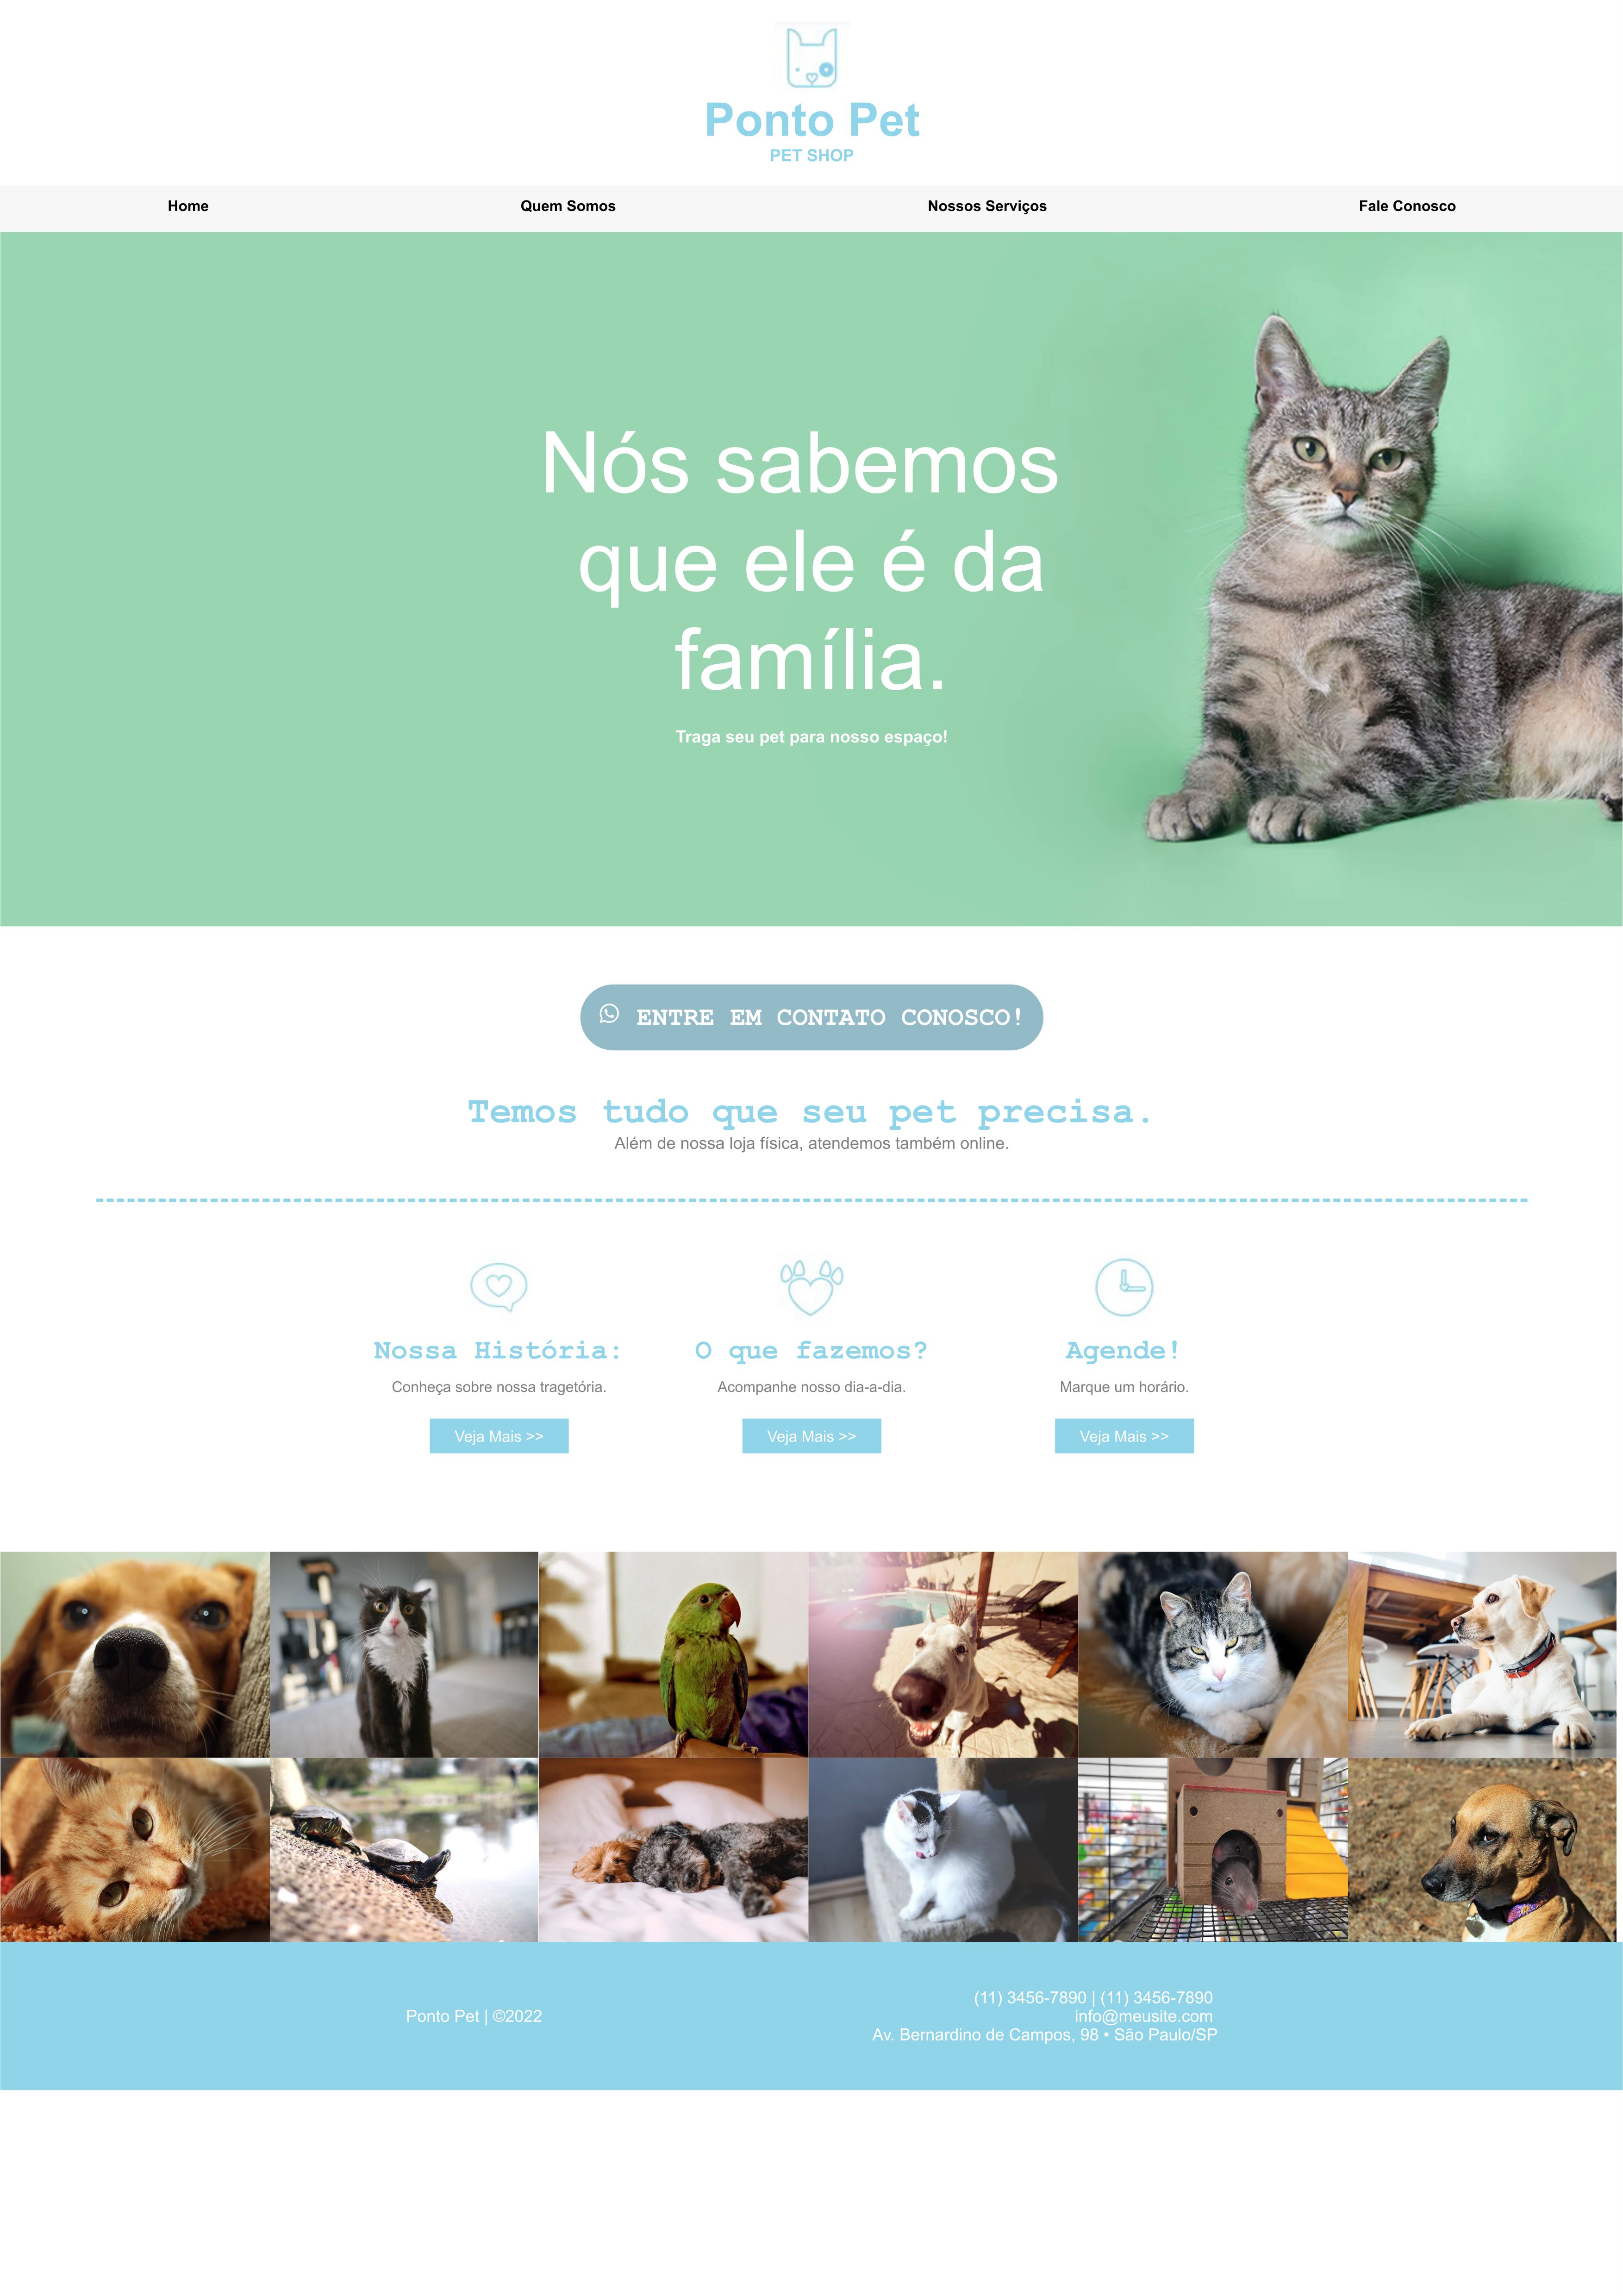 Ponto Pet
PET SHOP
Home
Quem Somos
Nossos Serviços
Fale Conosco
Nós sabemos
que ele é da
família.
Traga seu pet para nosso espaço!
ENTRE EM CONTATO CONOSCO!
Temos tudo que seu pet precisa.
Além de nossa loja física, atendemos também online.
Nossa História:
Conheça sobre nossa tragetória.
Veja Mais >>
O que fazemos?
Acompanhe nosso dia-a-dia.
Veja Mais >>
Agende!
Marque um horário.
Veja Mais >>
Ponto Pet | ©2022
(11) 3456-7890 | (11) 3456-7890
info@meusite.com
Av. Bernardino de Campos, 98 • São Paulo/SP